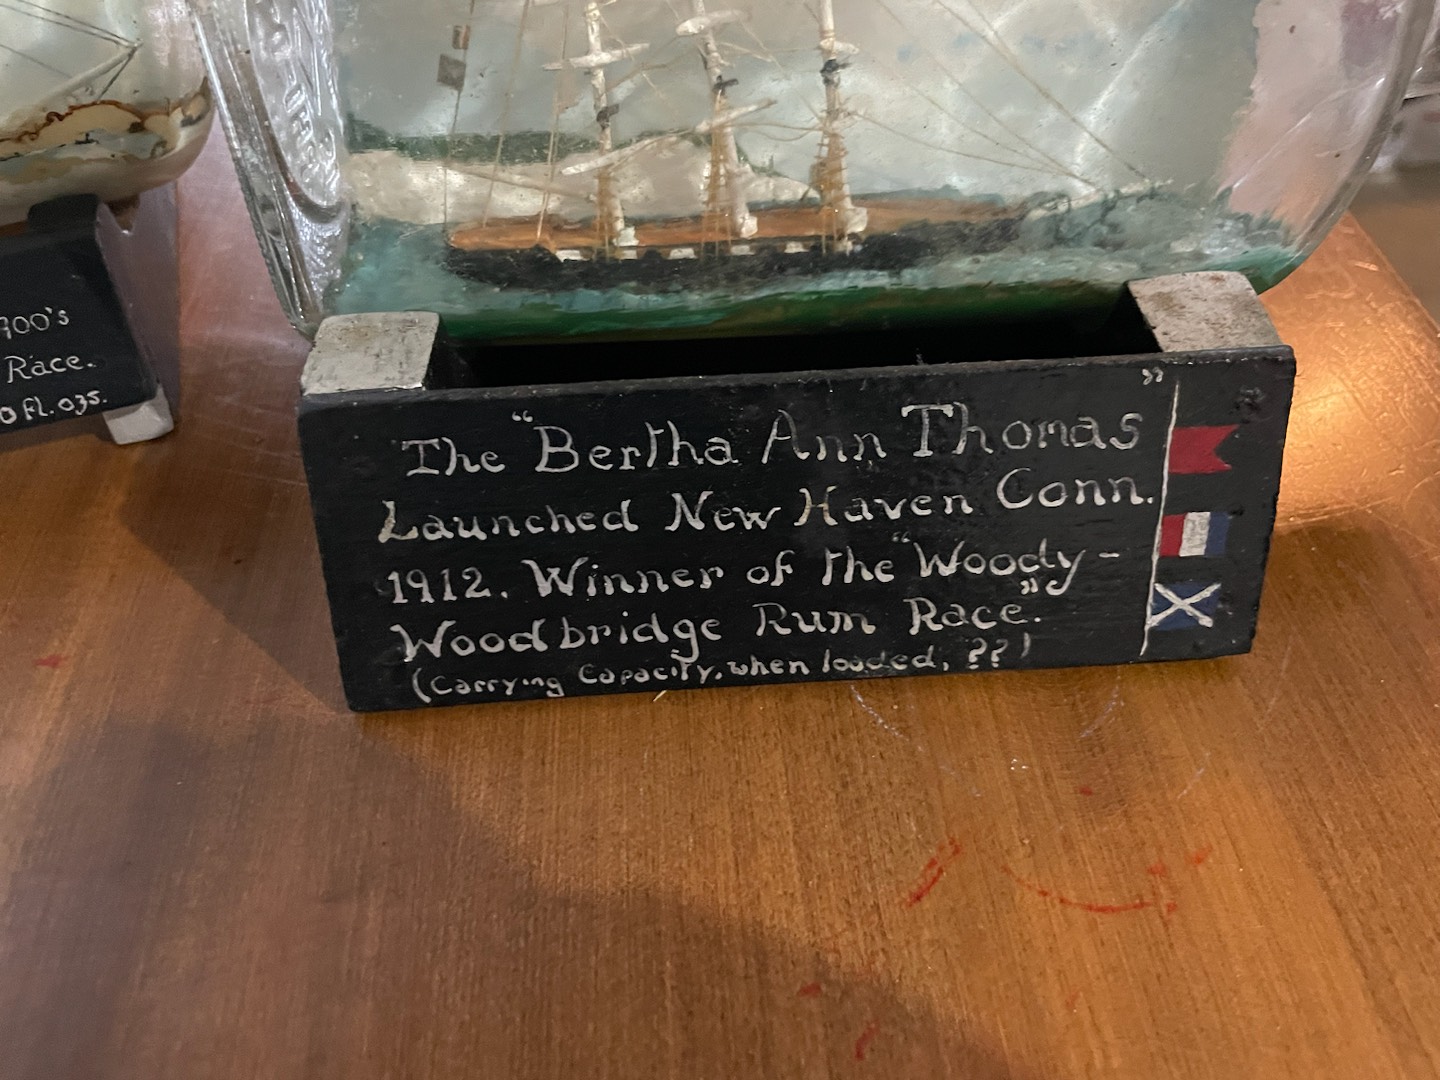 900's
Race.
0 fl. ozs.
The "Bertha Ann Thomas"
Launched New Haven Conn.
1912. Winner of the "Woody-
Woodbridge Rum Race."
(Carrying Capacity, when loaded, ??)